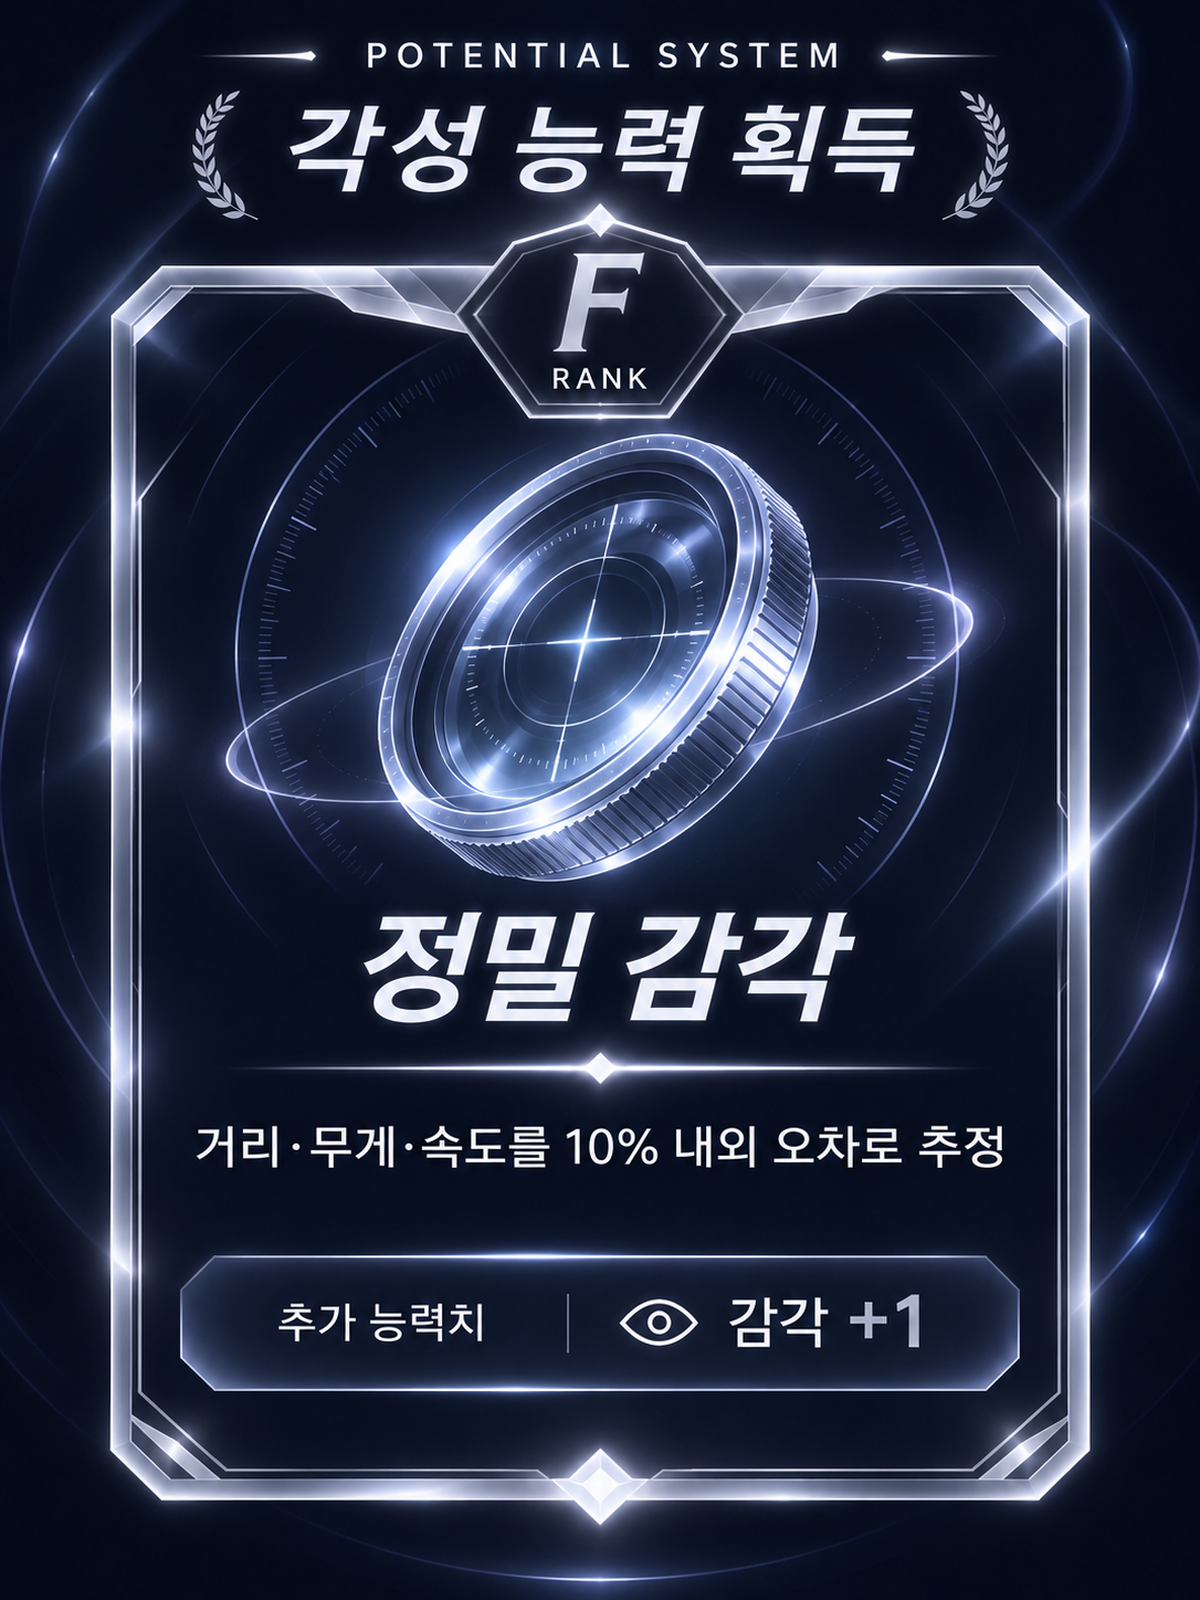 POTENTIAL SYSTEM
각성 능력 획득
F
RANK
정밀 감각
거리·무게·속도를 10% 내외 오차로 추정
추가 능력치
감각 +1